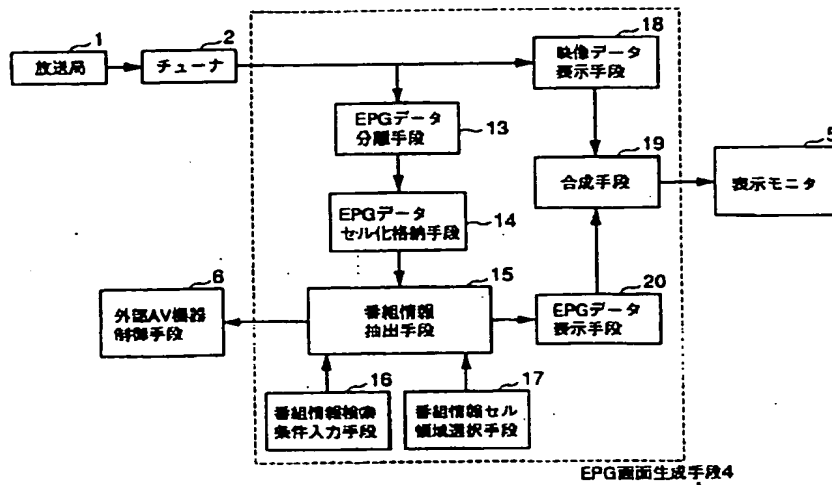 1
放送局
2
チューナ
18
映像データ
表示手段
EPGデータ
分離手段
13
19
合成手段
5
表示モニタ
EPGデータ
セル化格納手段
14
6
外部AV機器
制御手段
15
番組情報
抽出手段
20
EPGデータ
表示手段
16
番組情報検索
条件入力手段
17
番組情報セル
領域選択手段
EPG画面生成手段4